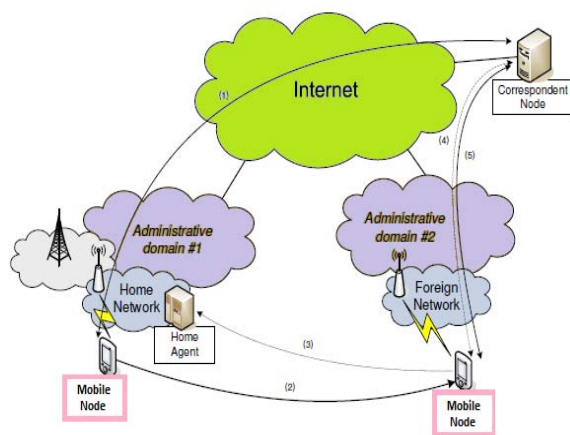 Internet
(1)
Correspondent
Node
(4)
(5)
Administrative
domain #1
Administrative
domain #2
Home
Network
Foreign
Network
Home
Agent
(3)
(2)
Mobile
Node
Mobile
Node